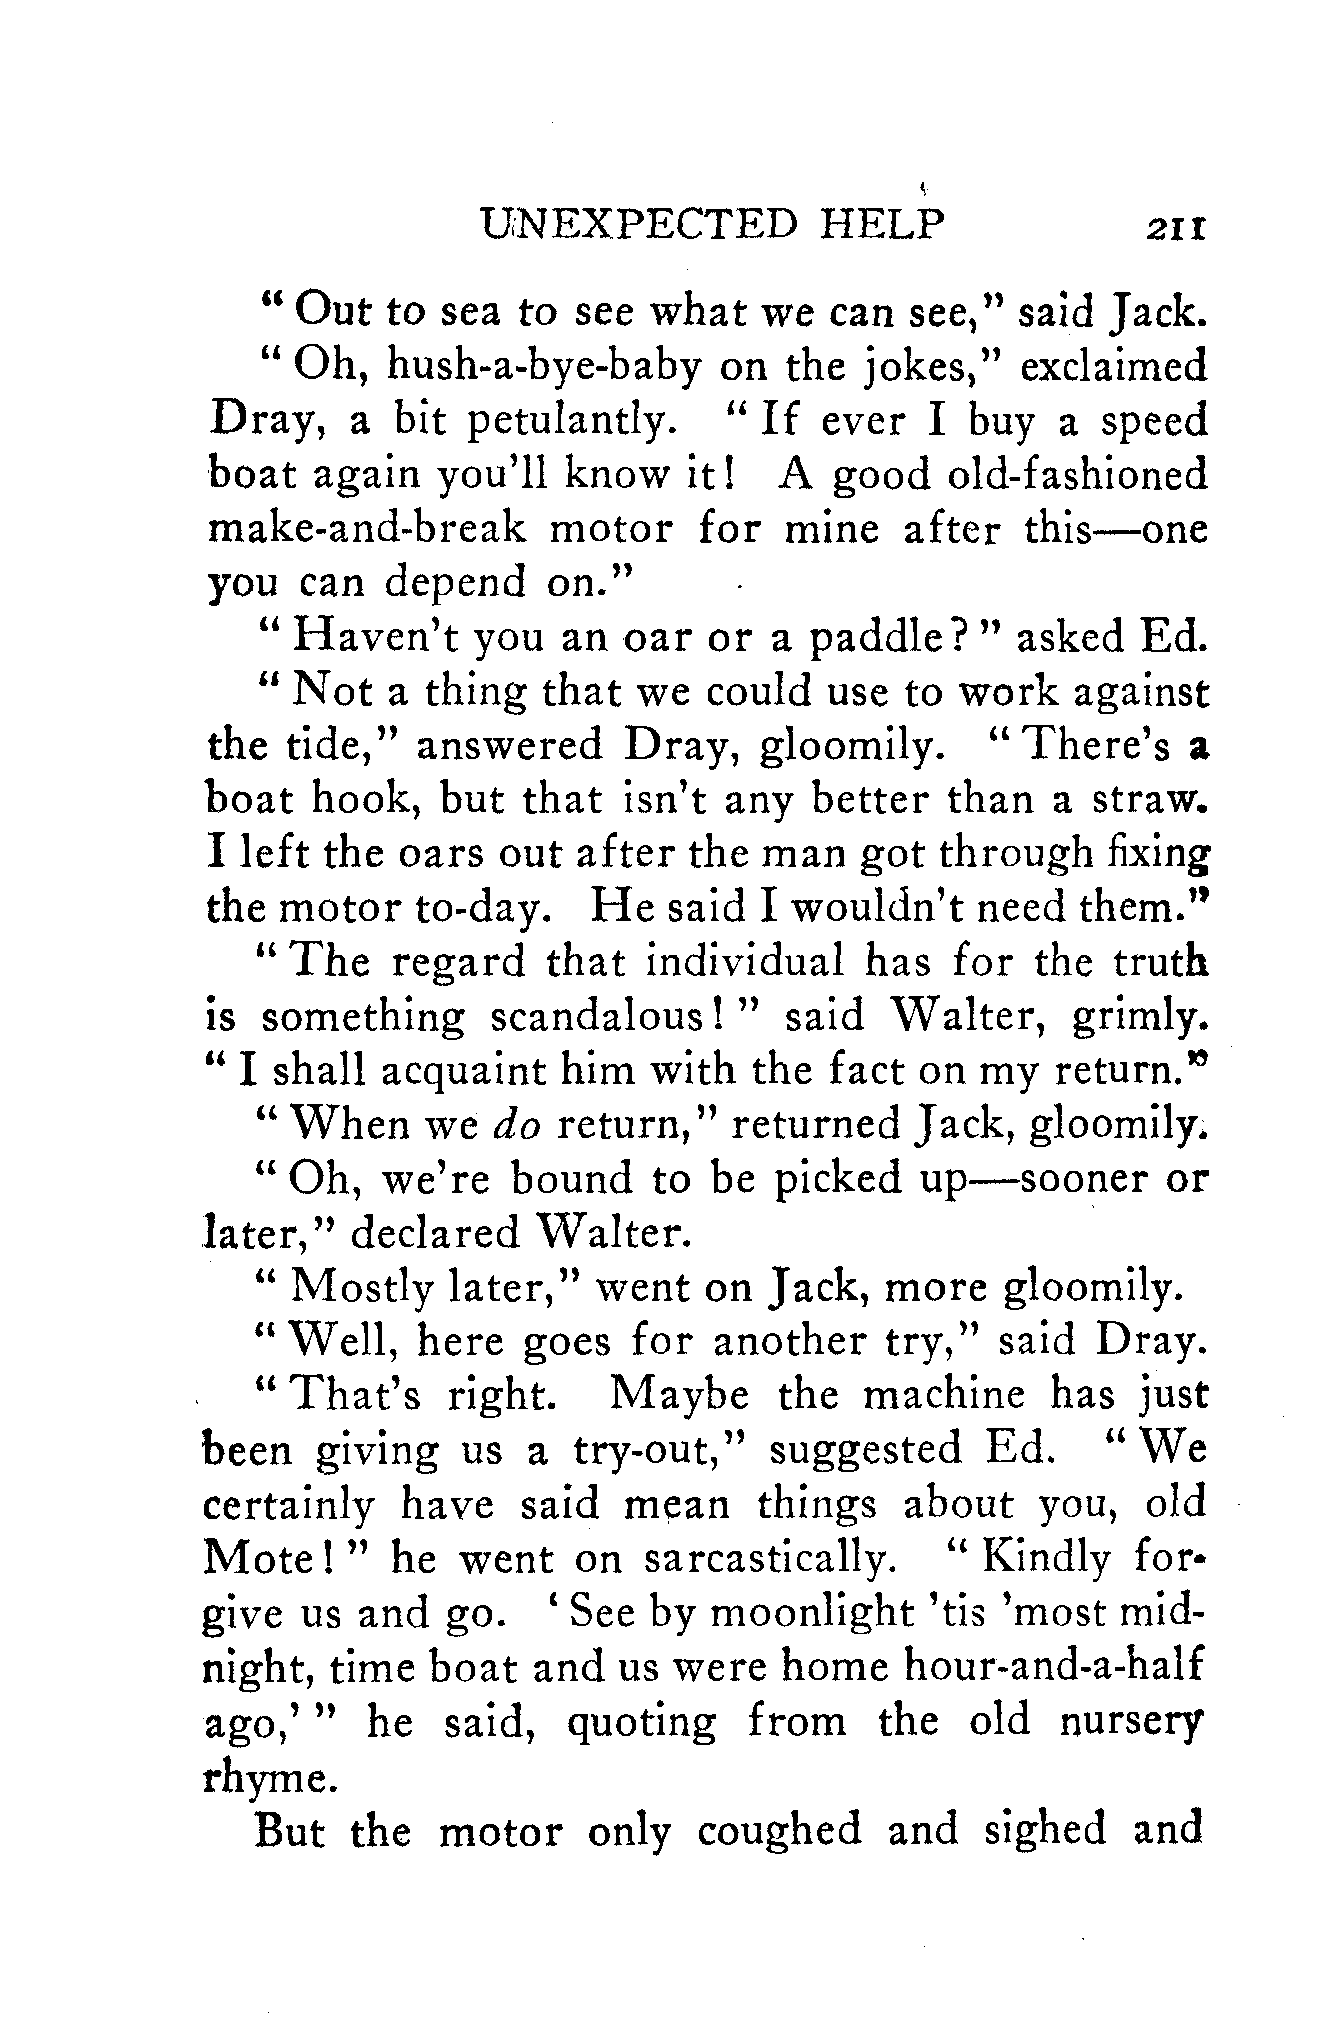 UNEXPECTED HELP 211
" Out to sea to see what we can see," said Jack.
" Oh, hush-a-bye-baby on the jokes," exclaimed
Dray, a bit petulantly. " If ever I buy a speed
boat again you'll know it! A good old-fashioned
make-and-break motor for mine after this—one
you can depend on."
" Haven't you an oar or a paddle? " asked Ed.
" Not a thing that we could use to work against
the tide," answered Dray, gloomily. " There's a
boat hook, but that isn't any better than a straw.
I left the oars out after the man got through fixing
the motor to-day. He said I wouldn't need them."
" The regard that individual has for the truth
is something scandalous! " said Walter, grimly.
" I shall acquaint him with the fact on my return."
" When we do return," returned Jack, gloomily.
" Oh, we're bound to be picked up—sooner or
later," declared Walter.
" Mostly later," went on Jack, more gloomily.
" Well, here goes for another try," said Dray.
" That's right. Maybe the machine has just
been giving us a try-out," suggested Ed. " We
certainly have said mean things about you, old
Mote! " he went on sarcastically. " Kindly for-
give us and go. ' See by moonlight 'tis 'most mid-
night, time boat and us were home hour-and-a-half
ago,' " he said, quoting from the old nursery
rhyme.
But the motor only coughed and sighed and